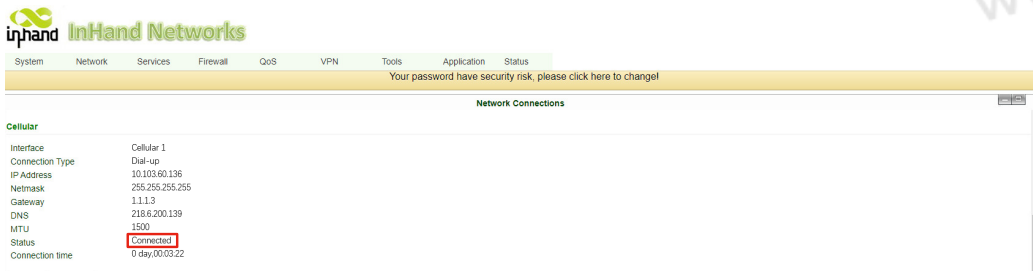 inhand InHand Networks
System Network Services Firewall QoS VPN Tools Application Status
Your password have security risk, please click here to change!
Network Connections
Cellular
Interface Cellular 1
Connection Type Dial-up
IP Address 10.103.60.136
Netmask 255.255.255.255
Gateway 1.1.1.3
DNS 218.6.200.139
MTU 1500
Status Connected
Connection time 0 day,00:03:22